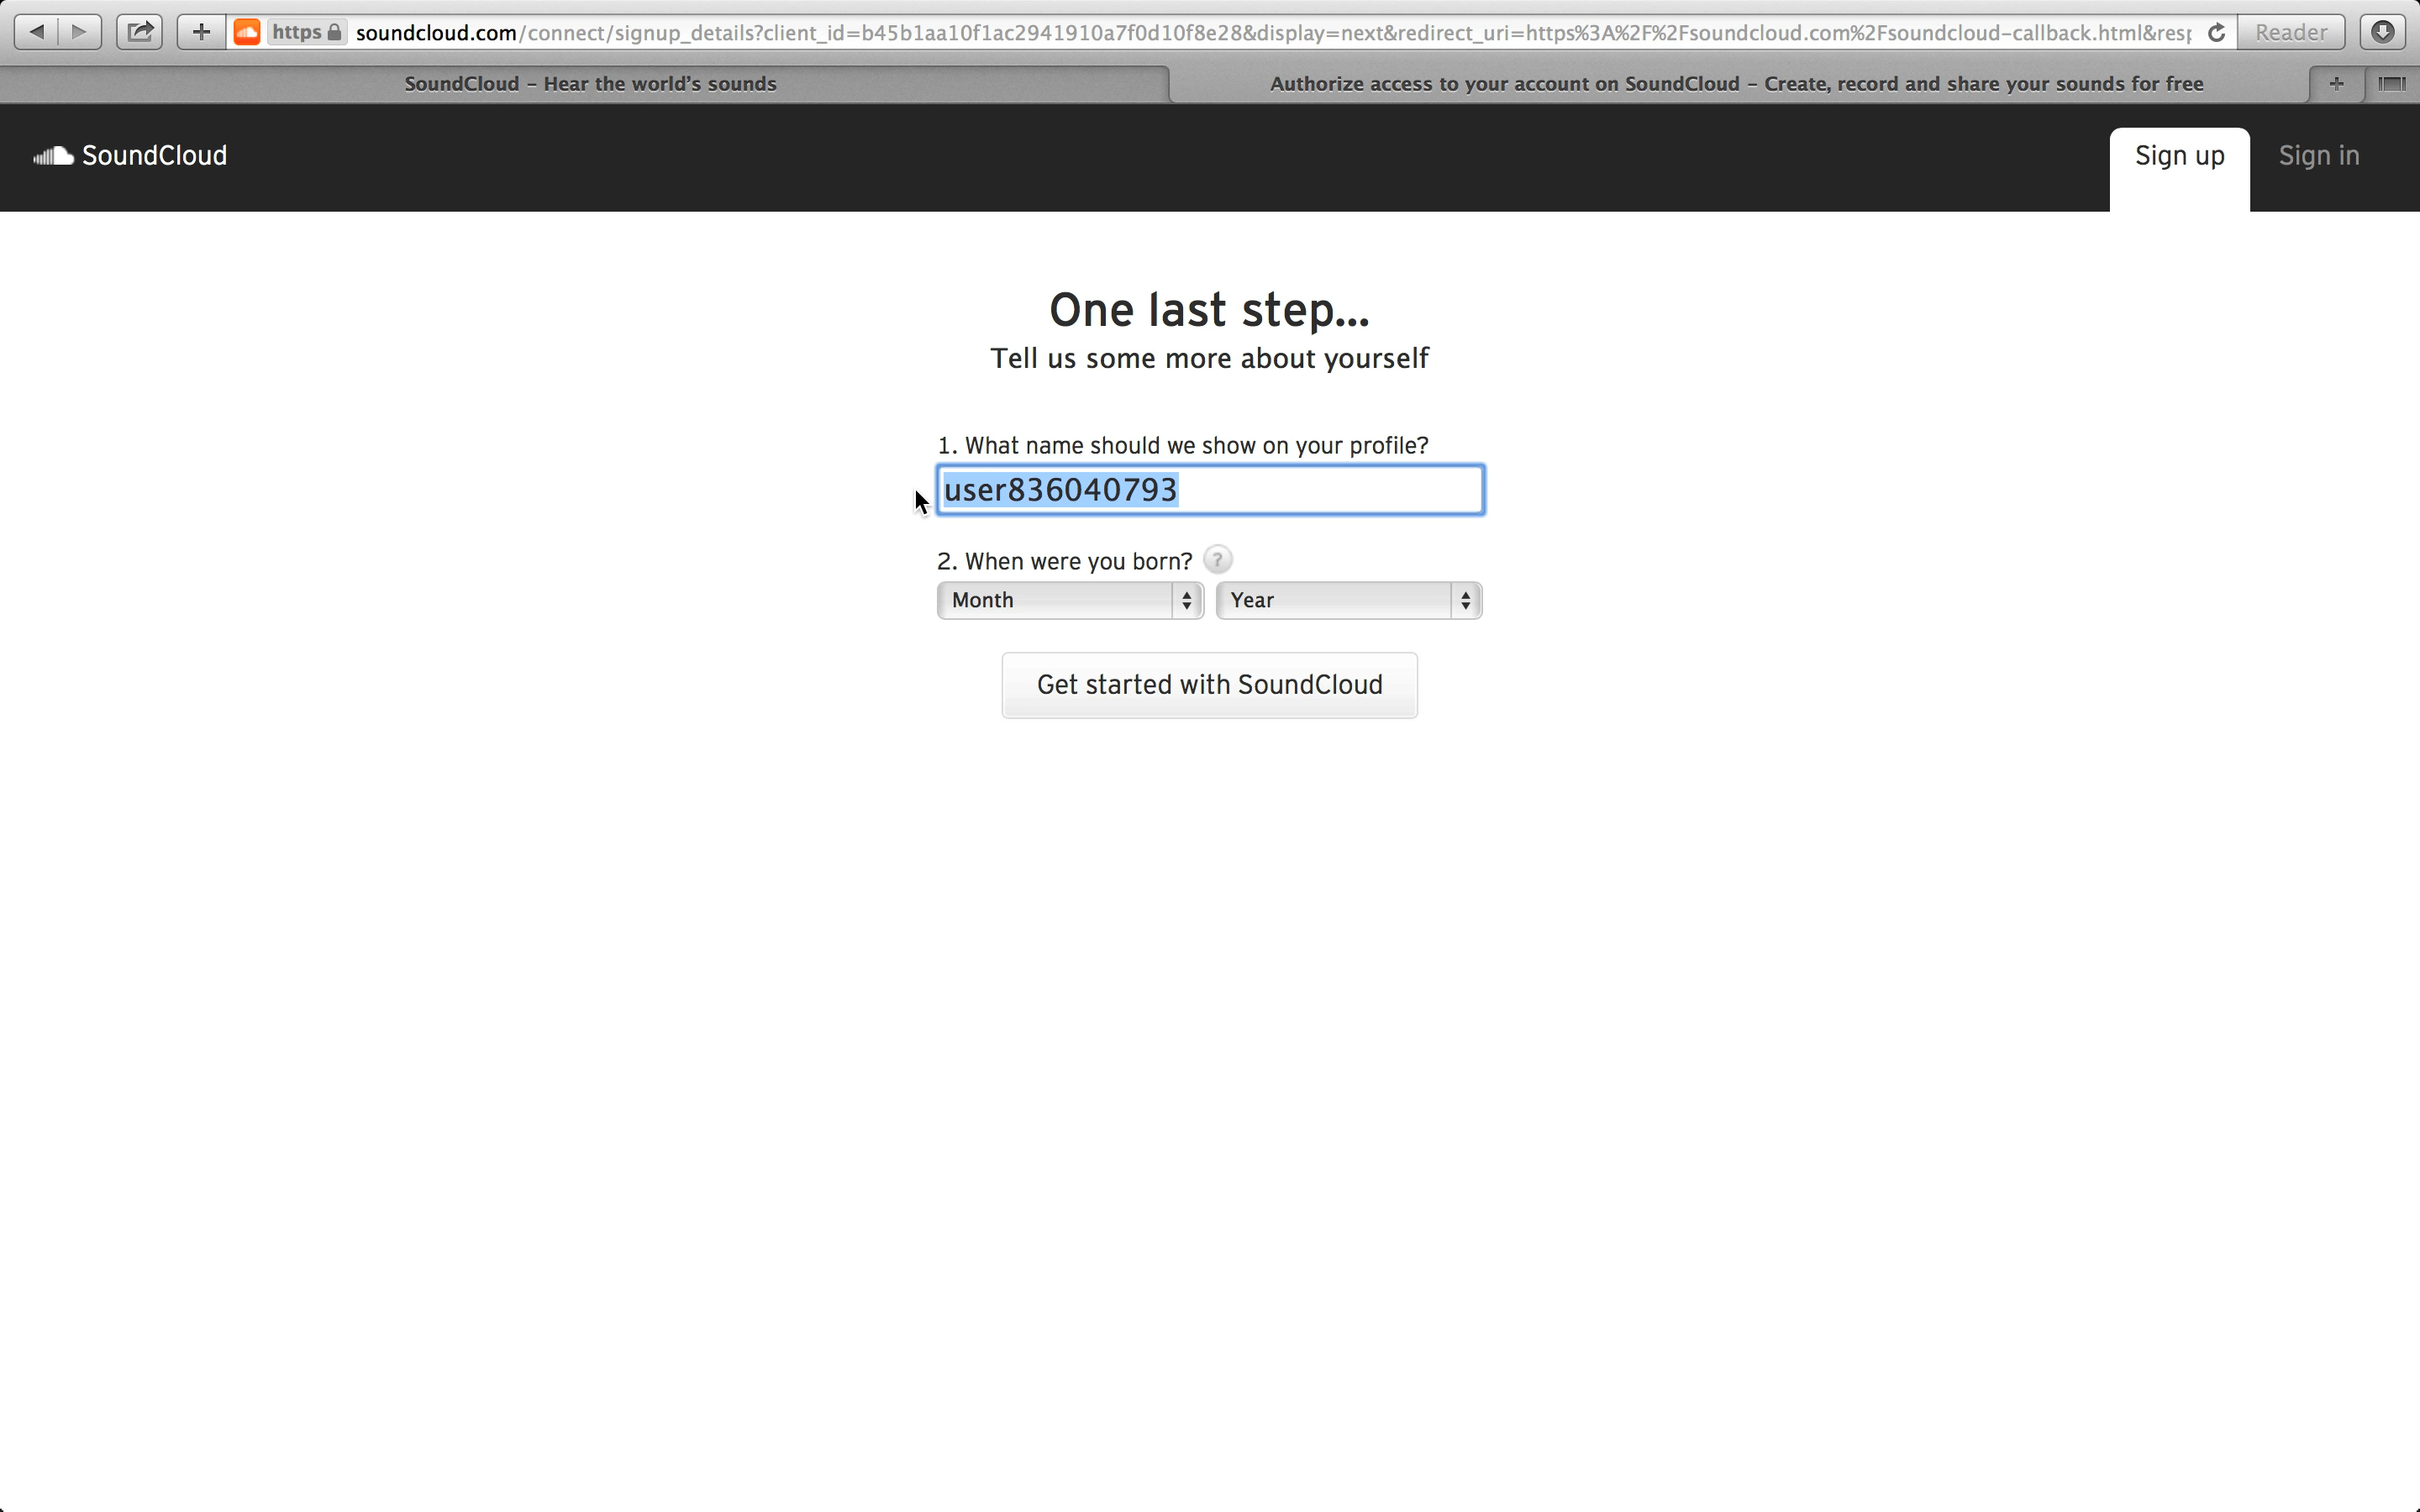 https soundcloud.com/connect/signup_details?client_id=b45b1aa10f1ac2941910a7f0d10f8e28&display=next&redirect_uri=https%3A%2F%2Fsoundcloud.com%2Fsoundcloud-callback.html&resp Reader
SoundCloud – Hear the world’s sounds
Authorize access to your account on SoundCloud – Create, record and share your sounds for free
SoundCloud
Sign up
Sign in
One last step...
Tell us some more about yourself
1. What name should we show on your profile?
user836040793
2. When were you born? ?
Month Year
Get started with SoundCloud